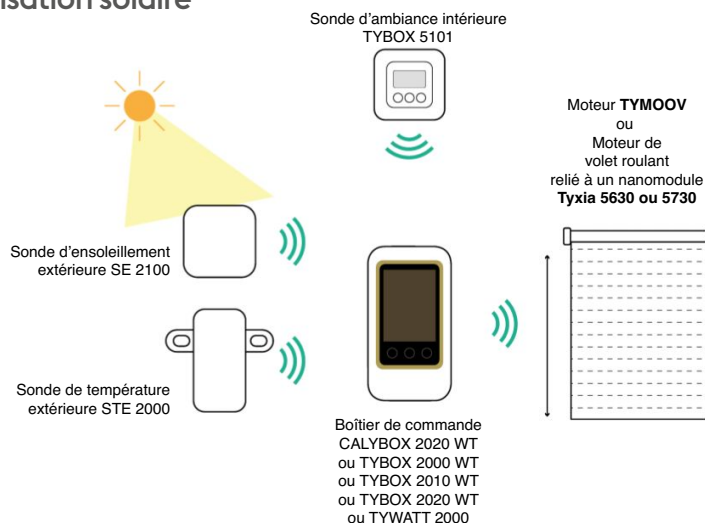 Sonde d'ambiance intérieure
TYBOX 5101
Moteur TYMOOV
ou
Moteur de
volet roulant
relié à un nanomodule
Tyxia 5630 ou 5730
Sonde d'ensoleillement
extérieure SE 2100
Sonde de température
extérieure STE 2000
Boîtier de commande
CALYBOX 2020 WT
ou TYBOX 2000 WT
ou TYBOX 2010 WT
ou TYBOX 2020 WT
ou TYWATT 2000